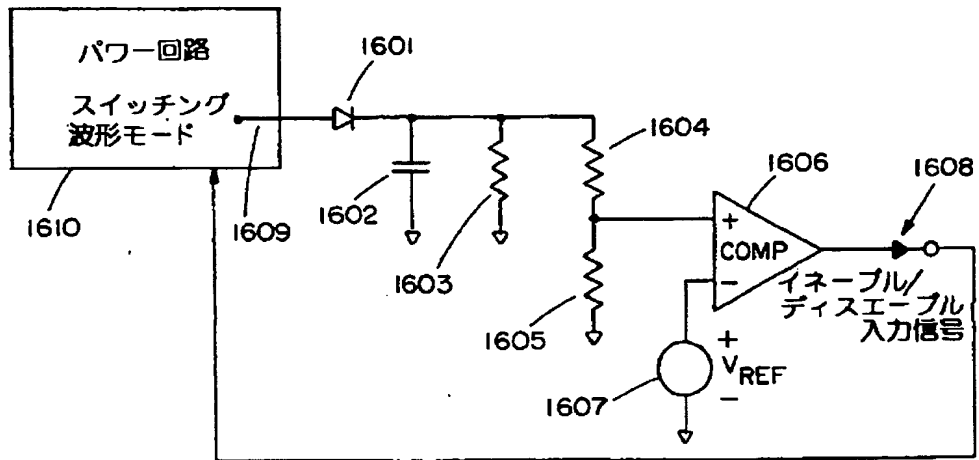 パワー回路
スイッチング
波形モード
1601
1602
1603
1604
1605
1606
1607
1608
1609
1610
+
COMP
−
イネーブル/
ディスエーブル
入力信号
+
VREF
−